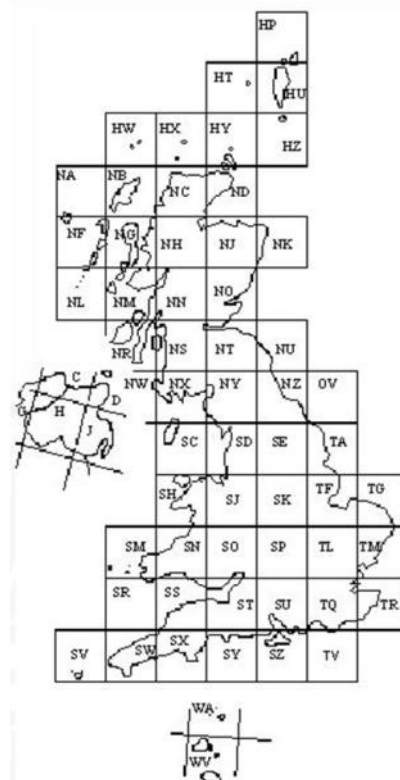 HP
HT HU
HW HX HY HZ
NA NB NC ND
NF NG NH NJ NK
NL NM NN NO
NR NS NT NU
NW NX NY NZ OV
C
D
G H J
SC SD SE TA
SH SJ SK TF TG
SM SN SO SP TL TM
SR SS ST SU TQ TR
SV SW SX SY SZ TV
WA
WV